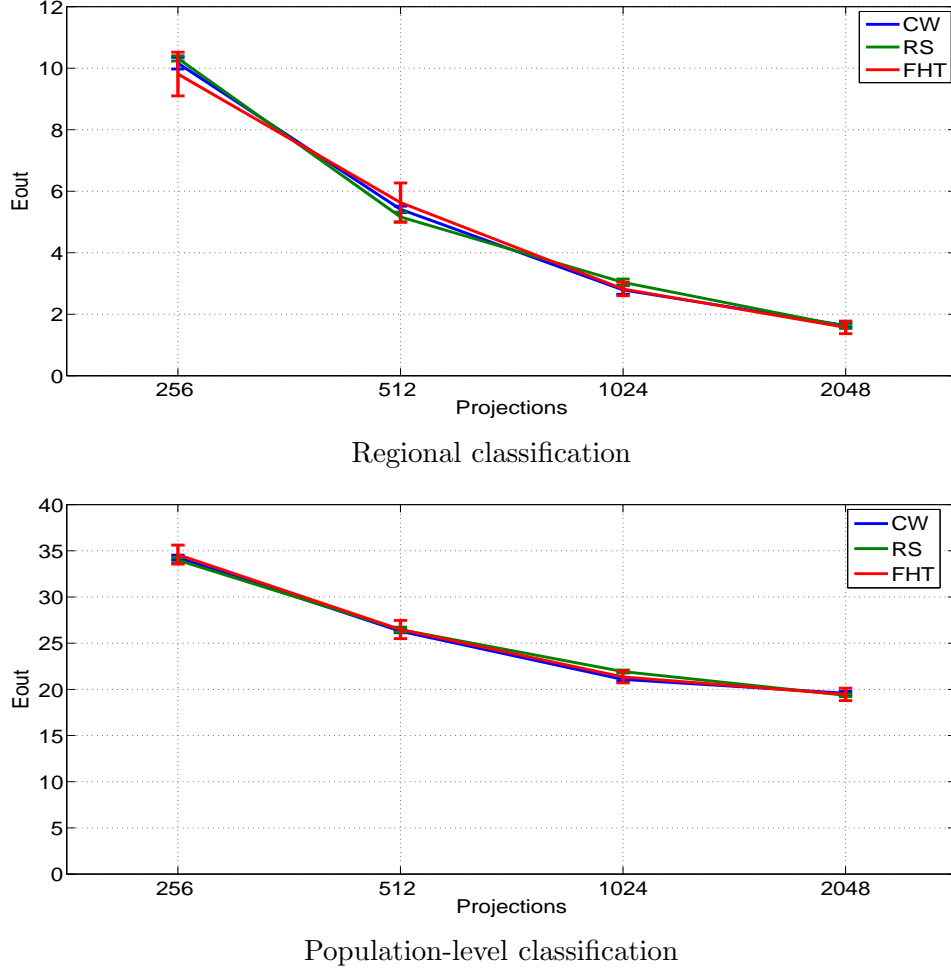 12
10
8
6
4
2
0
Eout
CW
RS
FHT
256
512
1024
2048
Projections
Regional classification
40
35
30
25
20
15
10
5
0
Eout
CW
RS
FHT
256
512
1024
2048
Projections
Population-level classification